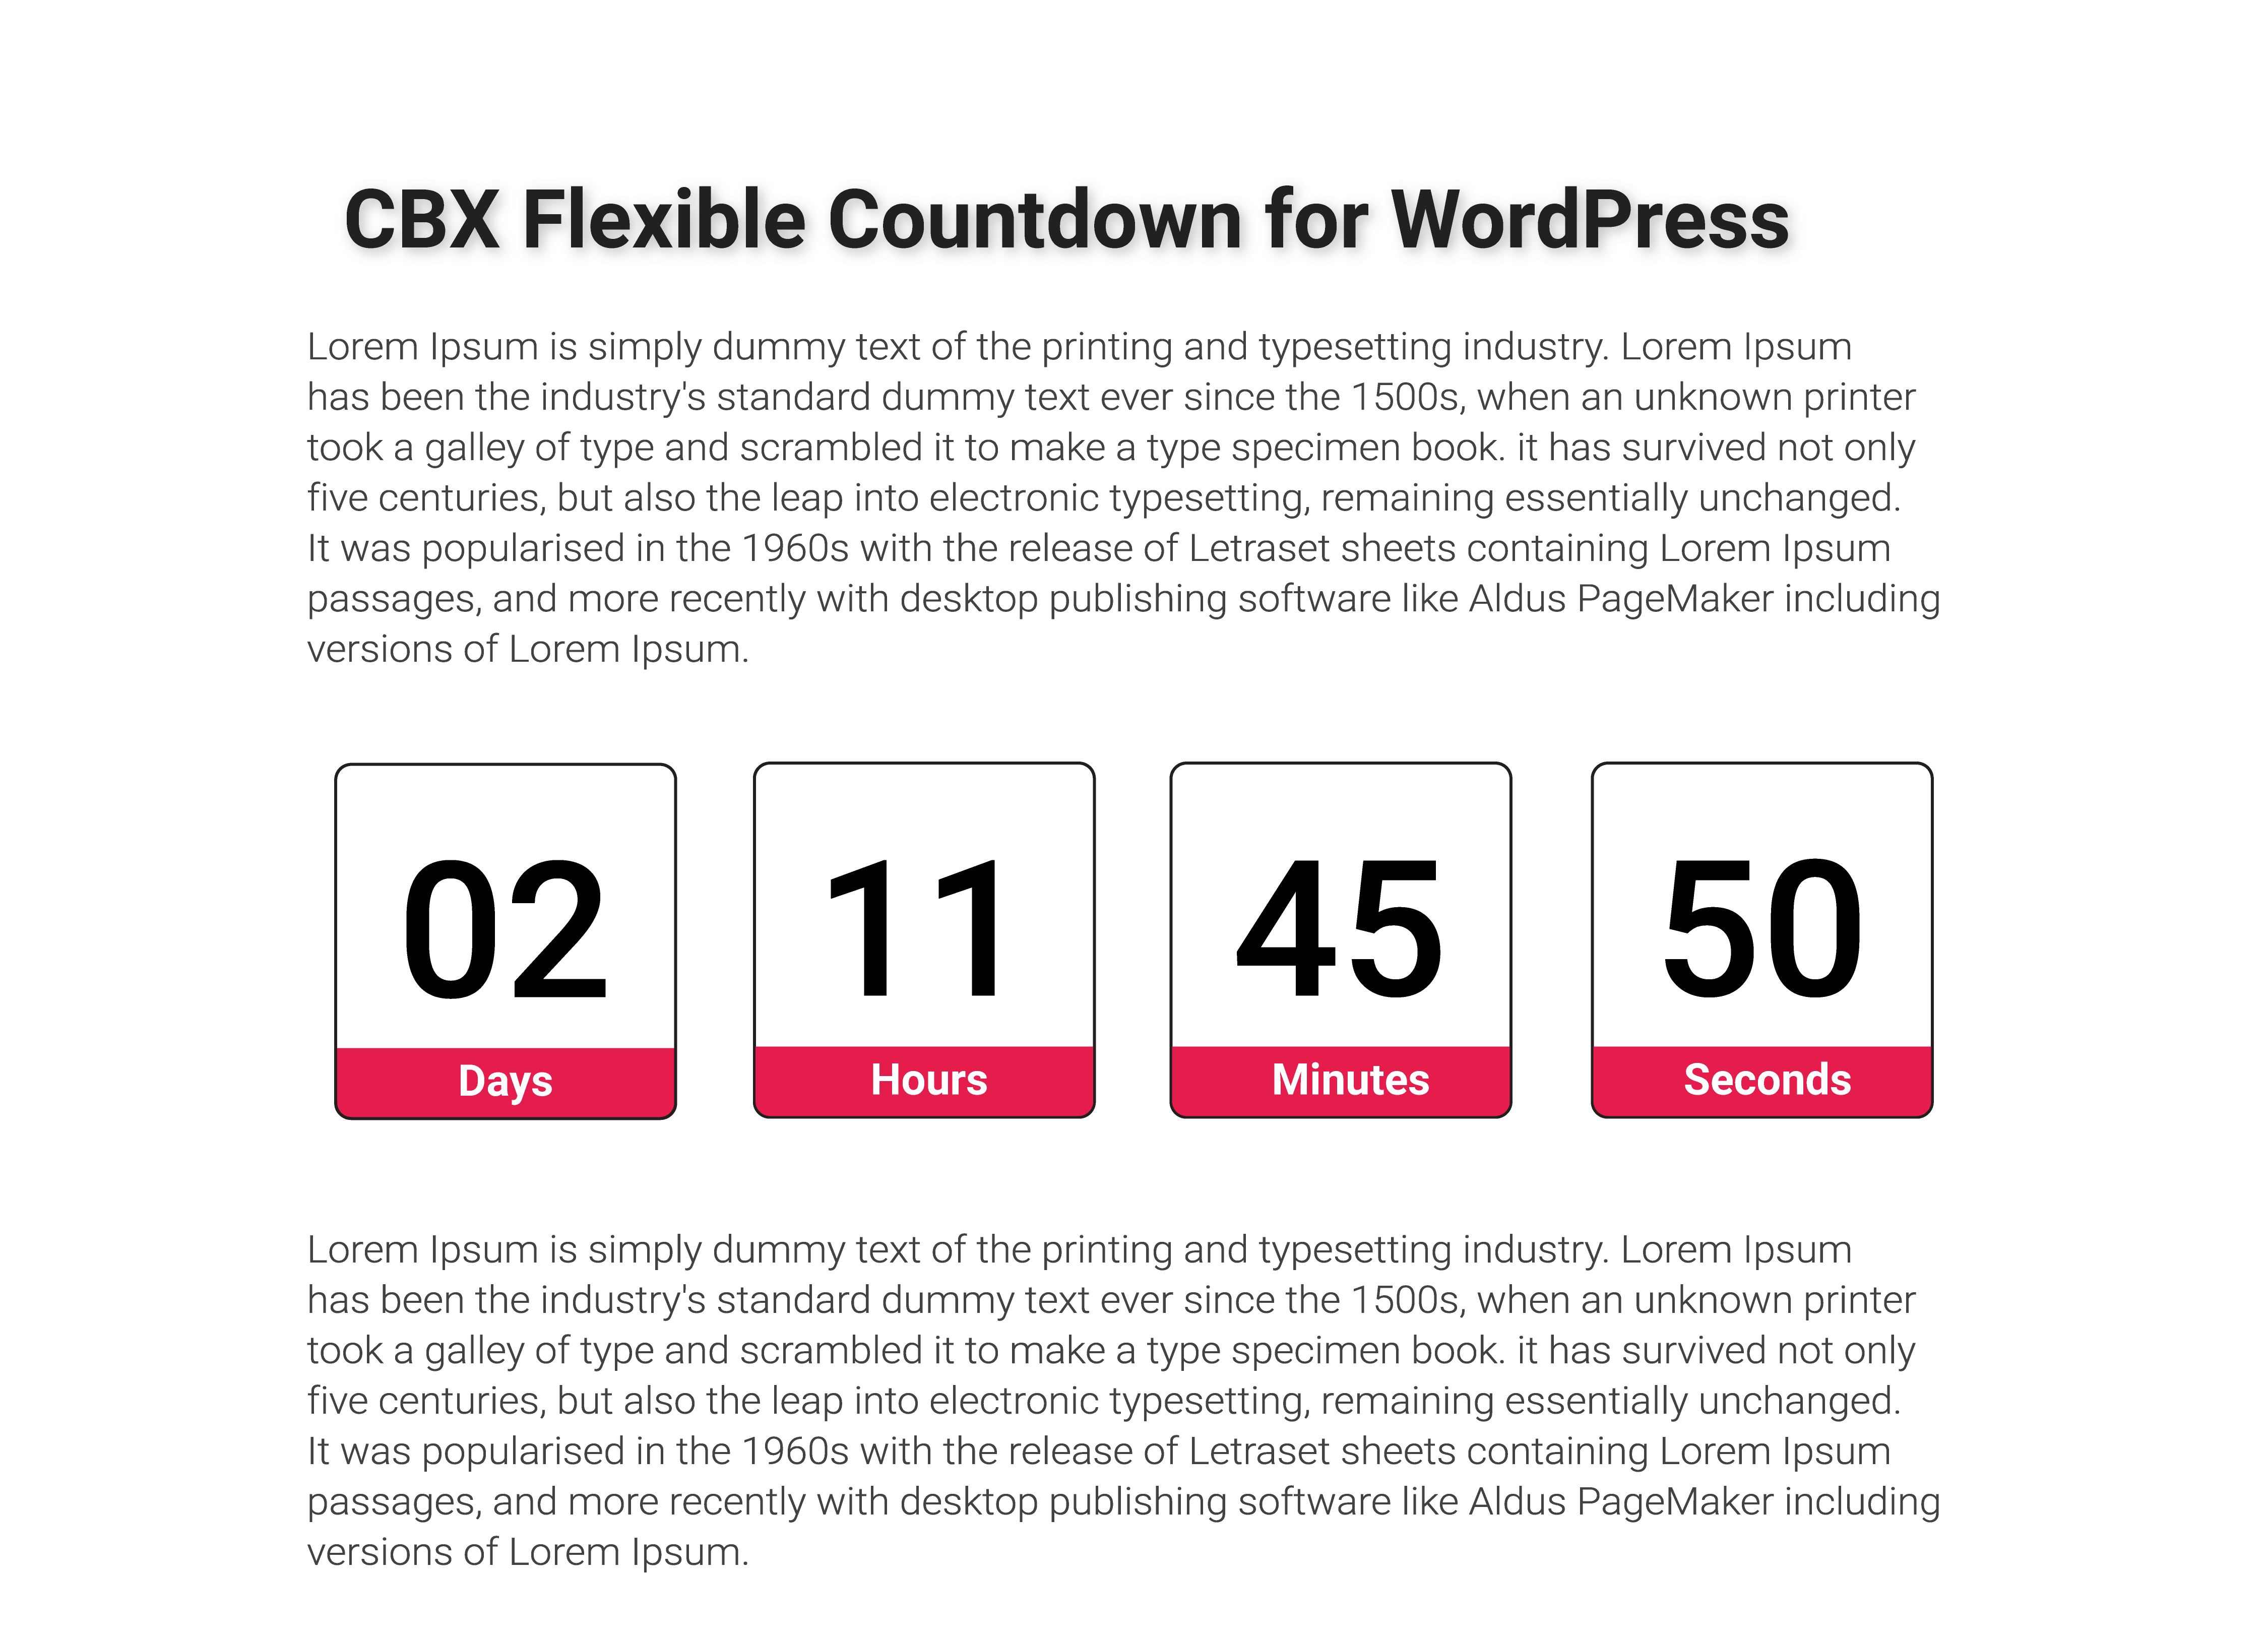 CBX Flexible Countdown for WordPress
Lorem Ipsum is simply dummy text of the printing and typesetting industry. Lorem Ipsum
has been the industry's standard dummy text ever since the 1500s, when an unknown printer
took a galley of type and scrambled it to make a type specimen book. it has survived not only
five centuries, but also the leap into electronic typesetting, remaining essentially unchanged.
It was popularised in the 1960s with the release of Letraset sheets containing Lorem Ipsum
passages, and more recently with desktop publishing software like Aldus PageMaker including
versions of Lorem Ipsum.
02 11 45 50
Days Hours Minutes Seconds
Lorem Ipsum is simply dummy text of the printing and typesetting industry. Lorem Ipsum
has been the industry's standard dummy text ever since the 1500s, when an unknown printer
took a galley of type and scrambled it to make a type specimen book. it has survived not only
five centuries, but also the leap into electronic typesetting, remaining essentially unchanged.
It was popularised in the 1960s with the release of Letraset sheets containing Lorem Ipsum
passages, and more recently with desktop publishing software like Aldus PageMaker including
versions of Lorem Ipsum.